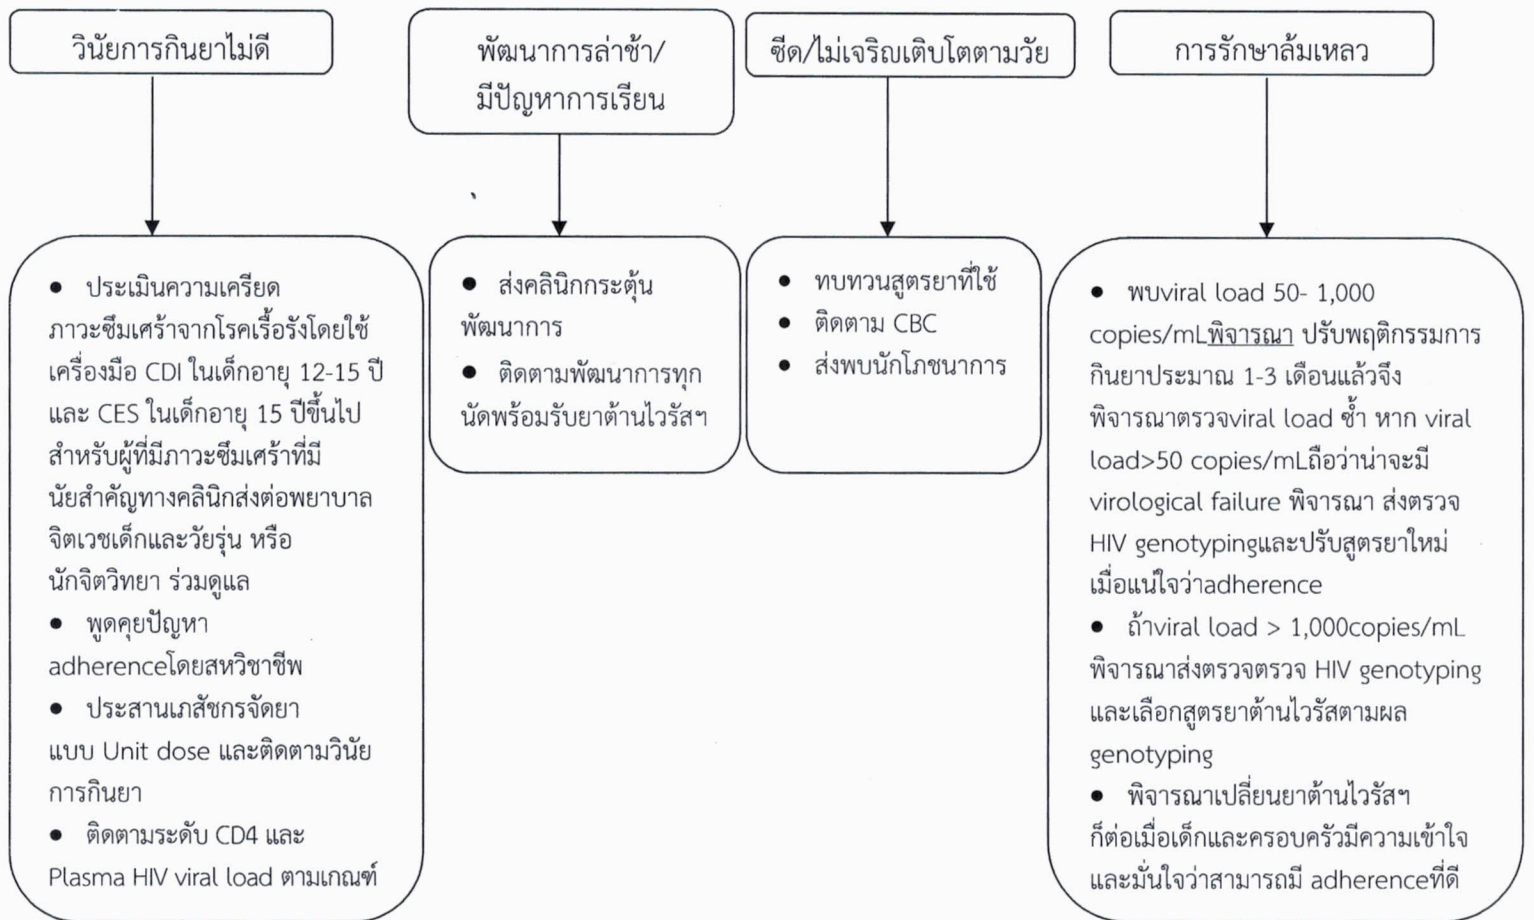 วินัยการกินยาไม่ดี
พัฒนาการล่าช้า/
มีปัญหาการเรียน
ซีด/ไม่เจริญเติบโตตามวัย
การรักษาล้มเหลว
● ประเมินความเครียด
ภาวะซึมเศร้าจากโรคเรื้อรังโดยใช้
เครื่องมือ CDI ในเด็กอายุ 12-15 ปี
และ CES ในเด็กอายุ 15 ปีขึ้นไป
สำหรับผู้ที่มีภาวะซึมเศร้าที่มี
นัยสำคัญทางคลินิกส่งต่อพยาบาล
จิตเวชเด็กและวัยรุ่น หรือ
นักจิตวิทยา ร่วมดูแล
● พูดคุยปัญหา
adherenceโดยสหวิชาชีพ
● ประสานเภสัชกรจัดยา
แบบ Unit dose และติดตามวินัย
การกินยา
● ติดตามระดับ CD4 และ
Plasma HIV viral load ตามเกณฑ์
● ส่งคลินิกกระตุ้น
พัฒนาการ
● ติดตามพัฒนาการทุก
นัดพร้อมรับยาต้านไวรัสฯ
● ทบทวนสูตรยาที่ใช้
● ติดตาม CBC
● ส่งพบนักโภชนาการ
● พบviral load 50- 1,000
copies/mLพิจารณา ปรับพฤติกรรมการ
กินยาประมาณ 1-3 เดือนแล้วจึง
พิจารณาตรวจviral load ซ้ำ หาก viral
load>50 copies/mLถือว่าน่าจะมี
virological failure พิจารณา ส่งตรวจ
HIV genotypingและปรับสูตรยาใหม่
เมื่อแน่ใจว่าadherence
● ถ้าviral load > 1,000copies/mL
พิจารณาส่งตรวจตรวจ HIV genotyping
และเลือกสูตรยาต้านไวรัสตามผล
genotyping
● พิจารณาเปลี่ยนยาต้านไวรัสฯ
ก็ต่อเมื่อเด็กและครอบครัวมีความเข้าใจ
และมั่นใจว่าสามารถมี adherenceที่ดี